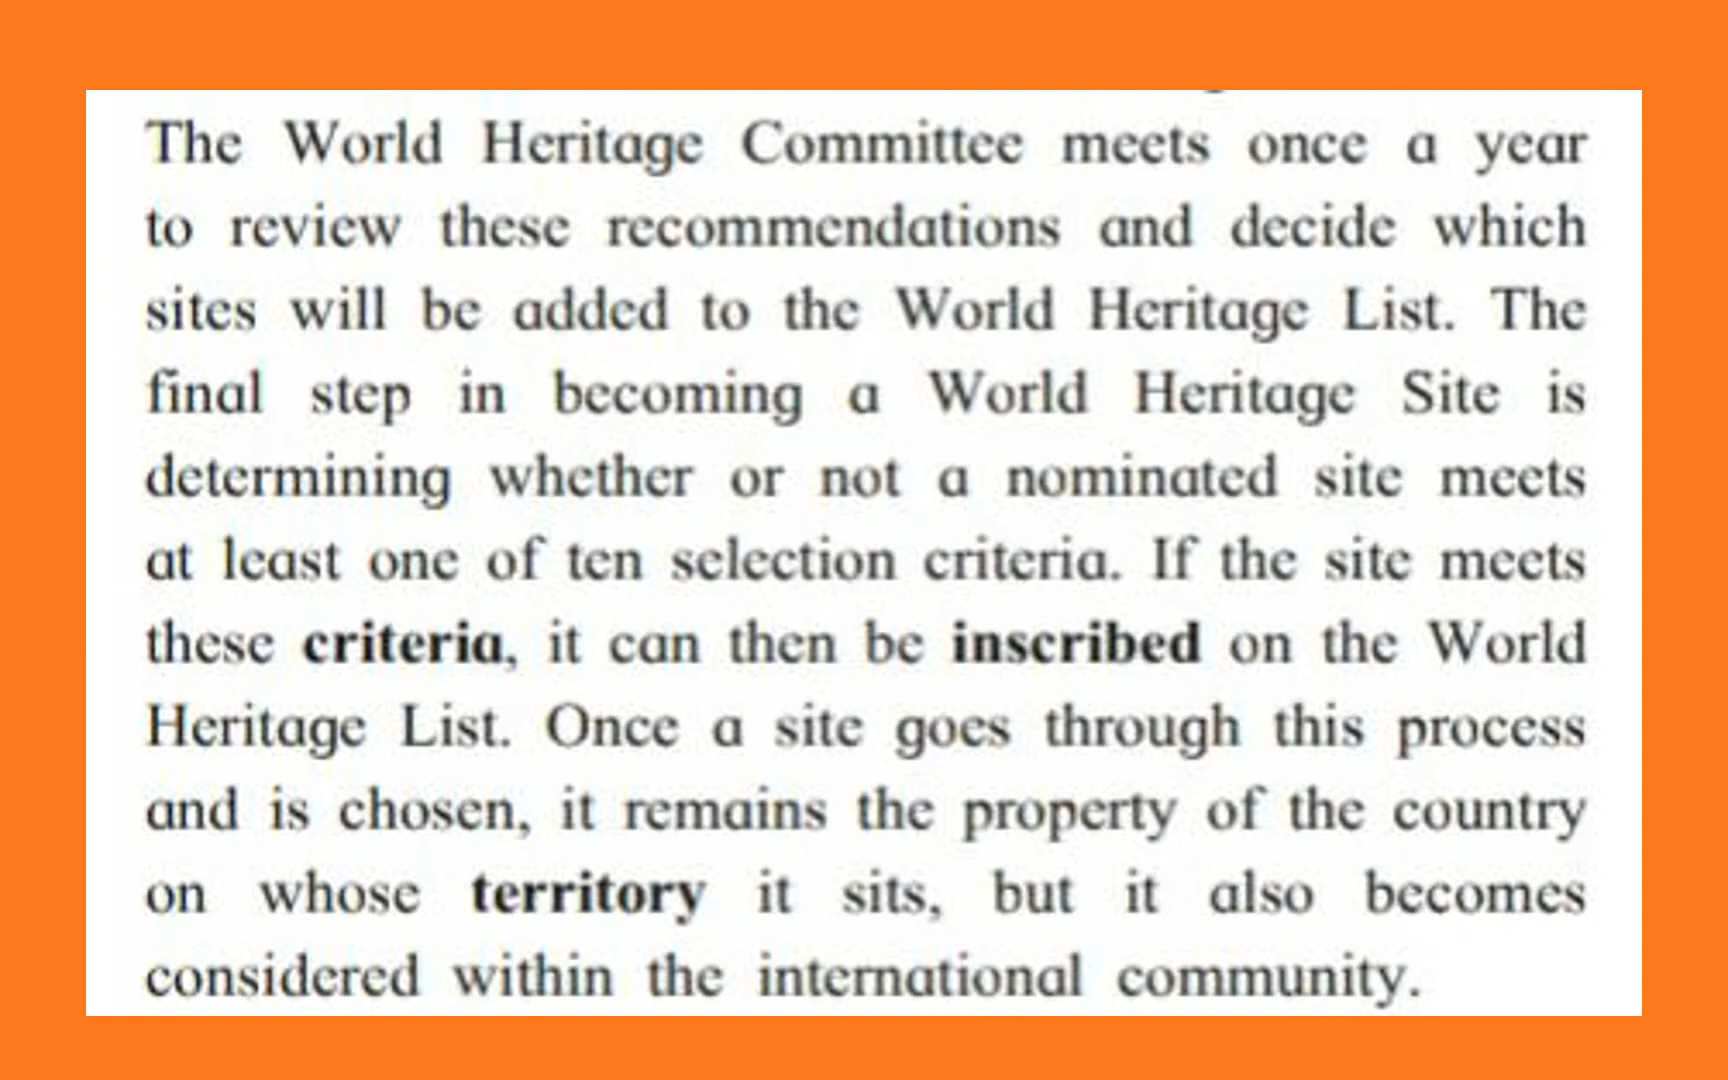 The World Heritage Committee meets once a year
to review these recommendations and decide which
sites will be added to the World Heritage List. The
final step in becoming a World Heritage Site is
determining whether or not a nominated site meets
at least one of ten selection criteria. If the site meets
these criteria, it can then be inscribed on the World
Heritage List. Once a site goes through this process
and is chosen, it remains the property of the country
on whose territory it sits, but it also becomes
considered within the international community.